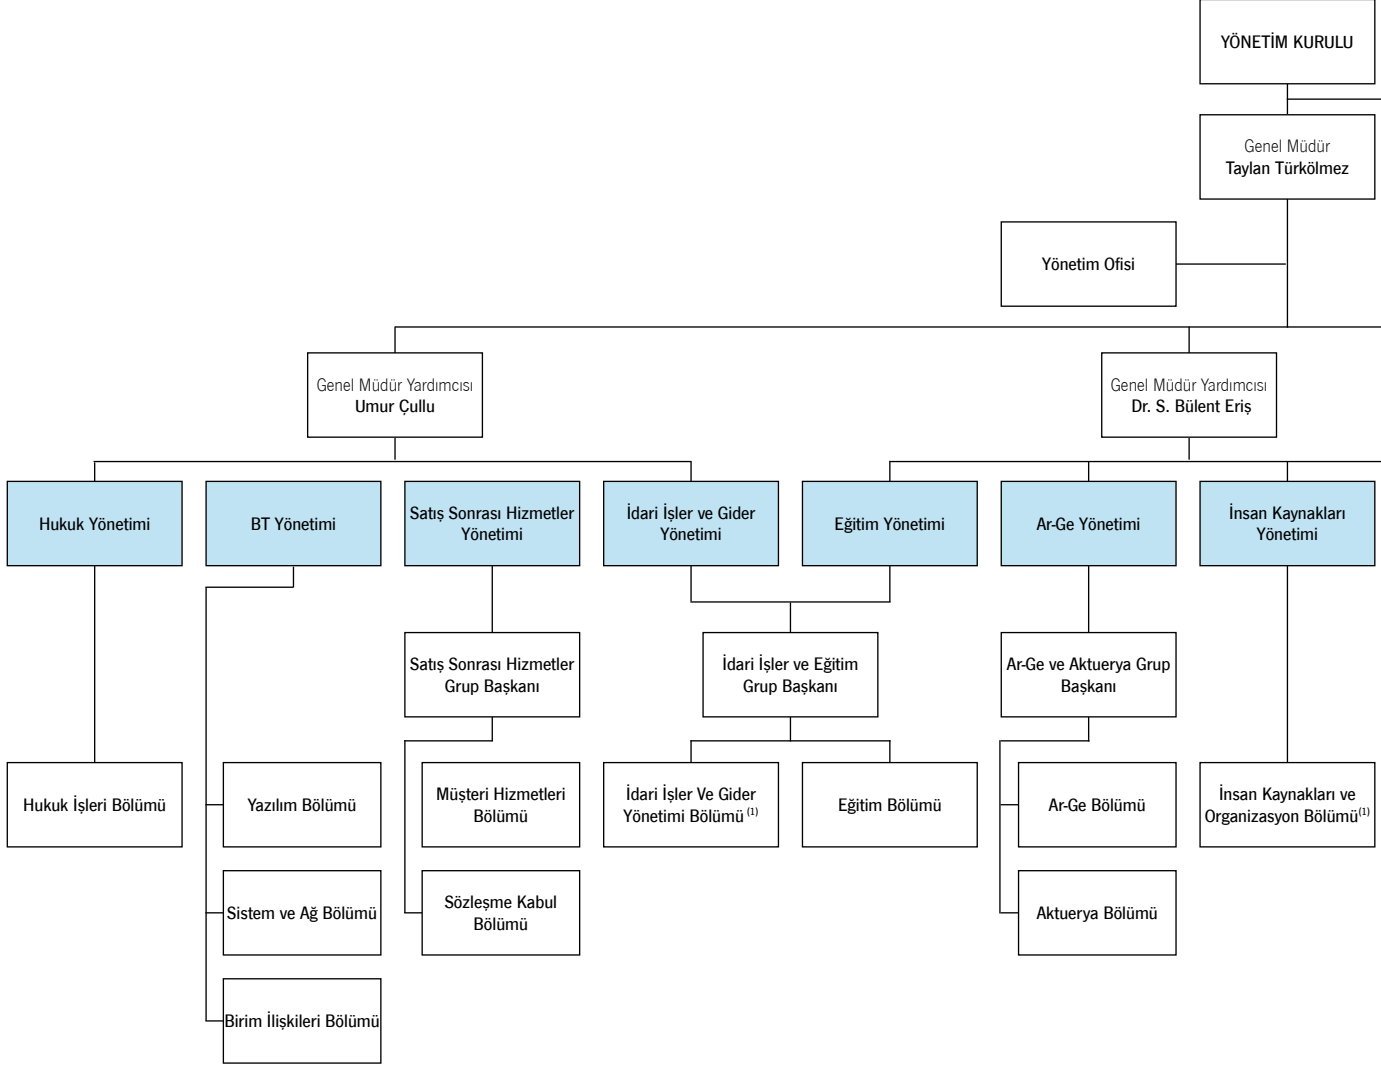 YÖNETİM KURULU
Genel Müdür
Taylan Türkölmez
Yönetim Ofisi
Genel Müdür Yardımcısı
Umur Çullu
Genel Müdür Yardımcısı
Dr. S. Bülent Eriş
Hukuk Yönetimi
BT Yönetimi
Satış Sonrası Hizmetler
Yönetimi
İdari İşler ve Gider
Yönetimi
Eğitim Yönetimi
Ar-Ge Yönetimi
İnsan Kaynakları
Yönetimi
Satış Sonrası Hizmetler
Grup Başkanı
İdari İşler ve Eğitim
Grup Başkanı
Ar-Ge ve Aktuerya Grup
Başkanı
Hukuk İşleri Bölümü
Yazılım Bölümü
Müşteri Hizmetleri
Bölümü
İdari İşler Ve Gider
Yönetimi Bölümü (1)
Eğitim Bölümü
Ar-Ge Bölümü
İnsan Kaynakları ve
Organizasyon Bölümü(1)
Sistem ve Ağ Bölümü
Sözleşme Kabul
Bölümü
Aktuerya Bölümü
Birim İlişkileri Bölümü